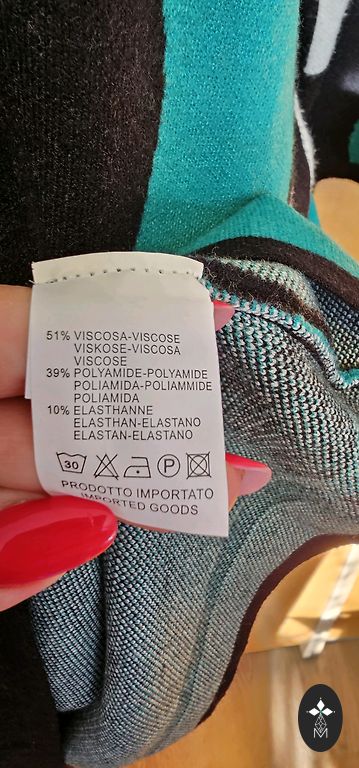 51% VISCOSA-VISCOSE
VISKOSE-VISCOSA
VISCOSE
39% POLYAMIDE-POLYAMIDE
POLIAMIDA-POLIAMMIDE
POLIAMIDA
10% ELASTHANNE
ELASTHAN-ELASTANO
ELASTAN-ELASTANO
30 P
PRODOTTO IMPORTATO
IMPORTED GOODS
M